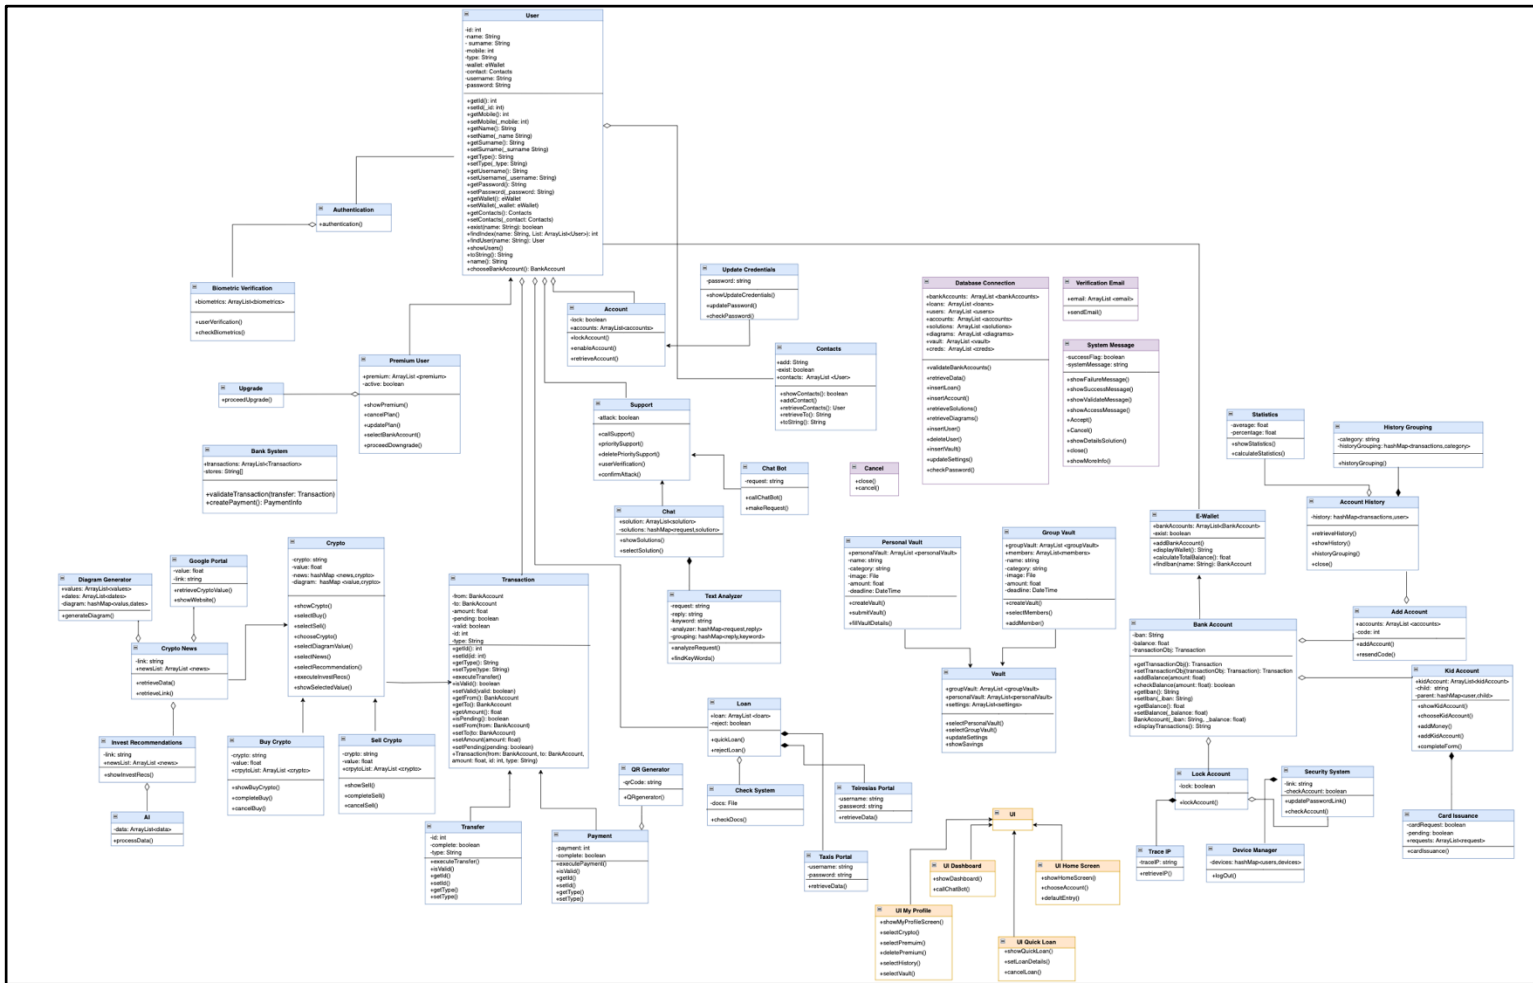 User
-id: int
-name: String
- surname: String
-mobile: int
-type: String
-wallet: eWallet
-contact: Contacts
-username: String
-password: String
+getId(): int
+setId(_id: int)
+getMobile(): int
+setMobile(_mobile: int)
+getName(): String
+setName(_name String)
+getSurname(): String
+setSurname(_surname String)
+getType(): String
+setType(_type: String)
+getUsername(): String
+setUsername(_username: String)
+getPassword(): String
+setPassword(_password: String)
+getWallet(): eWallet
+setWallet(_wallet: eWallet)
+getContacts(): Contacts
+setContacts(_contact: Contacts)
+exist(name: String): boolean
+findIndex(name: String, List: ArrayList<User>): int
+findUser(name: String): User
+showUsers()
+toString(): String
+name(): String
+chooseBankAccount(): BankAccount
Authentication
+authentication()
Biometric Verification
+biometrics: ArrayList<biometrics>
+userVerification()
+checkBiometrics()
Premium User
+premium: ArrayList <premium>
-active: boolean
+showPremium()
+cancelPlan()
+updatePlan()
+selectBankAccount()
+proceedDowngrade()
Upgrade
+proceedUpgrade()
Bank System
+transactions: ArrayList<Transaction>
-stores: String[]
+validateTransaction(transfer: Transaction)
+createPayment(): PaymentInfo
Account
-lock: boolean
+accounts: ArrayList<accounts>
+lockAccount()
+enableAccount()
+retrieveAccount()
Update Credentials
-password: string
+showUpdateCredentials()
+updatePassword()
+checkPassword()
Contacts
+add: String
-exist: boolean
+contacts: ArrayList <User>
+showContacts(): boolean
+addContact()
+retrieveContacts(): User
+retrieveTo(): String
+toString(): String
Support
-attack: boolean
+callSupport()
+prioritySupport()
+deletePrioritySupport()
+userVerification()
+confirmAttack()
Chat Bot
-request: string
+callChatBot()
+makeRequest()
Chat
+solution: ArrayList<solution>
-solutions: hashMap<request,solution>
+showSolutions()
+selectSolution()
Text Analyzer
-request: string
-reply: string
-keyword: string
-analyzer: hashMap<request,reply>
-grouping: hashMap<reply,keyword>
+analyzeRequest()
+findKeyWords()
Database Connection
+bankAccounts: ArrayList <bankAccounts>
+loans: ArrayList <loans>
+users: ArrayList <users>
+accounts: ArrayList <accounts>
+solutions: ArrayList <solutions>
+diagrams: ArrayList <diagrams>
+vault: ArrayList <vault>
+creds: ArrayList <creds>
+validateBankAccounts()
+retrieveData()
+insertLoan()
+insertAccount()
+retrieveSolutions()
+retrieveDiagrams()
+insertUser()
+deleteUser()
+insertVault()
+updateSettings()
+checkPassword()
Verification Email
+email: ArrayList <email>
+sendEmail()
System Message
-successFlag: boolean
-systemMessage: string
+showFailureMessage()
+showSuccessMessage()
+showValidateMessage()
+showAccessMessage()
+Accept()
+Cancel()
+showDetailsSolution()
+close()
+showMoreInfo()
Cancel
+close()
+cancel()
Statistics
-average: float
-percentage: float
+showStatistics()
+calculateStatistics()
History Grouping
-category: string
-historyGrouping: hashMap<transactions,category>
+historyGrouping()
Account History
-history: hashMap<transactions,user>
+retrieveHistory()
+showHistory()
+historyGrouping()
+close()
E-Wallet
+bankAccounts: ArrayList<BankAccount>
-exist: boolean
+addBankAccount()
+displayWallet(): String
+calculateTotalBalance(): float
+findIban(name: String): BankAccount
Add Account
+accounts: ArrayList <accounts>
-code: int
+addAccount()
+resendCode()
Bank Account
-iban: String
-balance: float
-transactionObj: Transaction
+getTransactionObj(): Transaction
+setTransactionObj(transactionObj: Transaction): Transaction
+addBalance(amount: float)
+checkBalance(amount: float): boolean
+getIban(): String
+setIban(_iban: String)
+getBalance(): float
+setBalance(_balance: float)
BankAccount(_iban: String, _balance: float)
+displayTransactions(): String
Kid Account
+kidAccount: ArrayList<kidAccount>
-child: string
-parent: hashMap<user,child>
+showKidAccount()
+chooseKidAccount()
+addMoney()
+addKidAccount()
+completeForm()
Card Issuance
-cardRequest: boolean
-pending: boolean
+requests: ArrayList<request>
+cardIssuance()
Lock Account
-lock: boolean
+lockAccount()
Security System
-link: string
-checkAccount: boolean
+updatePasswordLink()
+checkAccount()
Trace IP
-traceIP: string
+retrieveIP()
Device Manager
-devices: hashMap<users,devices>
+logOut()
Personal Vault
+personalVault: ArrayList <personalVault>
-name: string
-category: string
-image: File
-amount: float
-deadline: DateTime
+createVault()
+submitVault()
+fillVaultDetails()
Group Vault
+groupVault: ArrayList <groupVault>
+members: ArrayList<members>
-name: string
-category: string
-image: File
-amount: float
-deadline: DateTime
+createVault()
+selectMembers()
+addMember()
Vault
+groupVault: ArrayList <groupVault>
+personalVault: ArrayList<personalVault>
+settings: ArrayList<settings>
+selectPersonalVault()
+selectGroupVault()
+updateSettings
+showSavings
Crypto
-crypto: string
-value: float
-news: hashMap <news,crypto>
-diagram: hasMap <value,crypto>
+showCrypto()
+selectBuy()
+selectSell()
+chooseCrypto()
+selectDiagramValue()
+selectNews()
+selectRecommendation()
+executeInvestRecs()
+showSelectedValue()
Google Portal
-value: float
-link: string
+retrieveCryptoValue()
+showWebsite()
Diagram Generator
+values: ArrayList<values>
+dates: ArrayList<dates>
-diagram: hashMap<value,dates>
+generateDiagram()
Crypto News
-link: string
+newsList: ArrayList <news>
+retrieveData()
+retrieveLink()
Invest Recommendations
-link: string
+newsList: ArrayList <news>
+showInvestRecs()
AI
-data: ArrayList<data>
+processData()
Buy Crypto
-crypto: string
-value: float
+crpytoList: ArrayList <crypto>
+showBuyCrypto()
+completeBuy()
+cancelBuy()
Sell Crypto
-crypto: string
-value: float
+crpytoList: ArrayList <crypto>
+showSell()
+completeSell()
+cancelSell()
Transaction
-from: BankAccount
-to: BankAccount
-amount: float
-pending: boolean
-valid: boolean
-id: int
-type: String
+getId(): int
+setId(id: int)
+getType(): String
+setType(type: String)
+executeTransfer()
+isValid(): boolean
+setValid(valid: boolean)
+getFrom(): BankAccount
+getTo(): BankAccount
+getAmount(): float
+isPending(): boolean
+setFrom(from: BankAccount)
+setTo(to: BankAccount)
+setAmount(amount: float)
+setPending(pending: boolean)
+Transaction(from: BankAccount, to: BankAccount,
amount: float, id: int, type: String)
Transfer
-id: int
-complete: boolean
-type: String
+executeTransfer()
+isValid()
+getId()
+setId()
+getType()
+setType()
Payment
-payment: int
-complete: boolean
+executePayment()
+isValid()
+getId()
+setId()
+getType()
+setType()
QR Generator
-qrCode: string
+QRgenerator()
Loan
+loan: ArrayList <loan>
-reject: boolean
+quickLoan()
+rejectLoan()
Check System
-docs: File
+checkDocs()
Teiresias Portal
-username: string
-password: string
+retrieveData()
Taxis Portal
-username: string
-password: string
+retrieveData()
UI
UI Dashboard
+showDashboard()
+callChatBot()
UI Home Screen
+showHomeScreen()
+chooseAccount()
+defaultEntry()
UI My Profile
+showMyProfileScreen()
+selectCrypto()
+selectPremuim()
+deletePremium()
+selectHistory()
+selectVault()
UI Quick Loan
+showQuickLoan()
+setLoanDetails()
+cancelLoan()